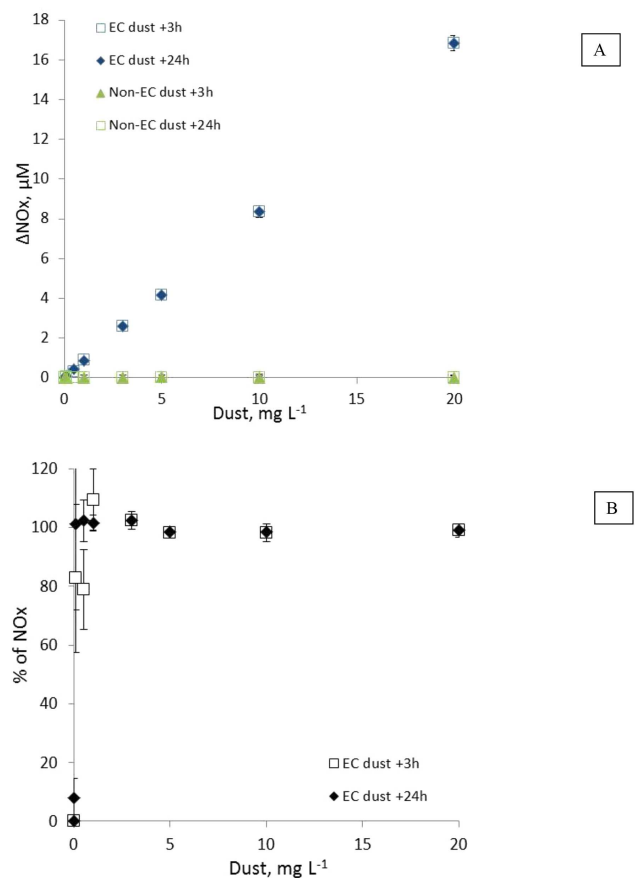 A
EC dust +3h
EC dust +24h
Non-EC dust +3h
Non-EC dust +24h
ΔNOx, µM
18
16
14
12
10
8
6
4
2
0
0 5 10 15 20
Dust, mg L⁻¹
B
% of NOx
120
100
80
60
40
20
0
EC dust +3h
EC dust +24h
0 5 10 15 20
Dust, mg L⁻¹